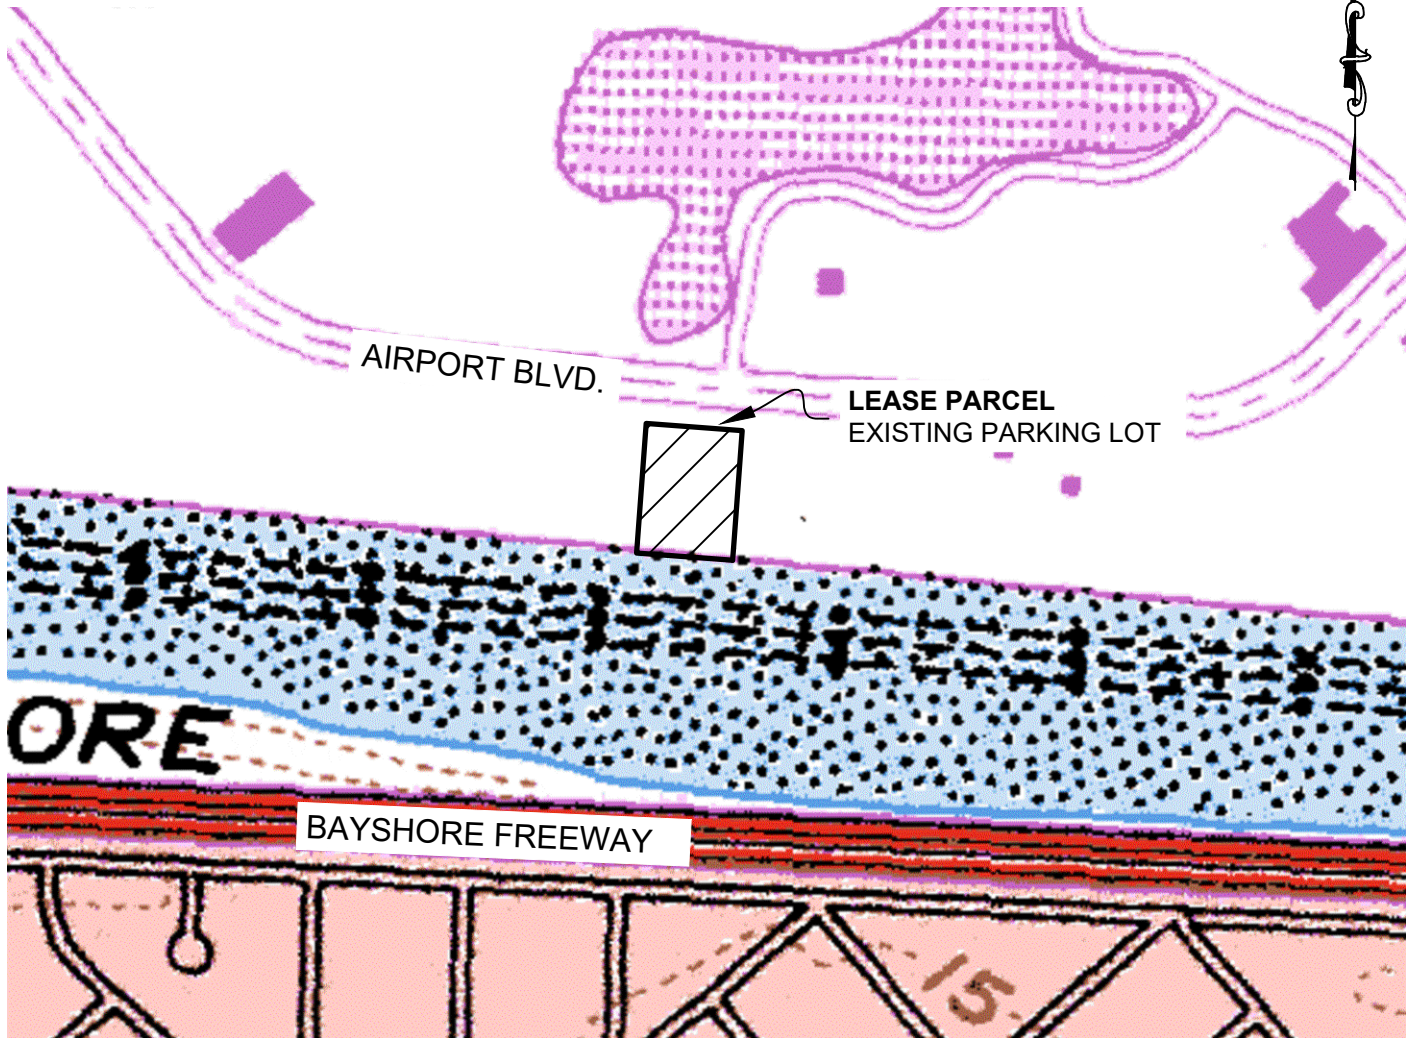 AIRPORT BLVD.
LEASE PARCEL
EXISTING PARKING LOT
ORE
BAYSHORE FREEWAY
15